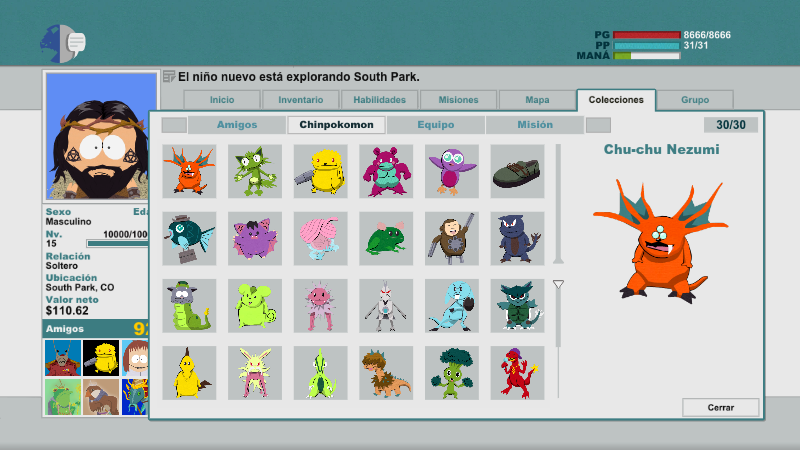 PG 8666/8666
PP 31/31
MANÁ
El niño nuevo está explorando South Park.
Inicio Inventario Habilidades Misiones Mapa Colecciones Grupo
Amigos Chinpokomon Equipo Misión 30/30
Chu-chu Nezumi
Sexo
Masculino
Nv. 10000/100
15
Relación
Soltero
Ubicación
South Park, CO
Valor neto
$110.62
Amigos
Cerrar